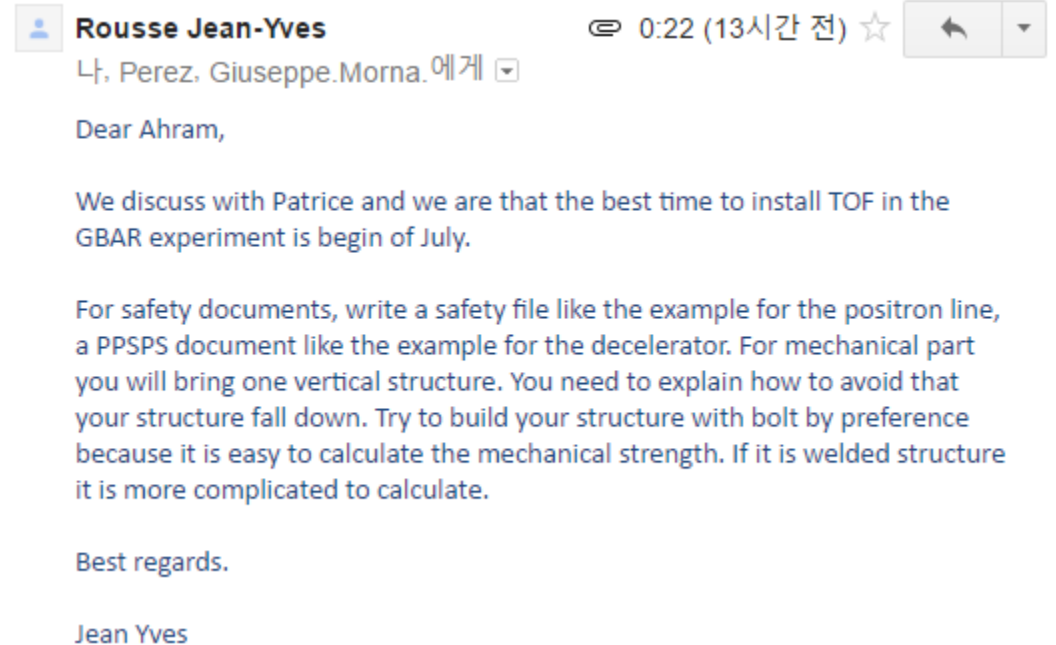 Rousse Jean-Yves
0:22 (13시간 전)
나, Perez, Giuseppe.Morna.에게
Dear Ahram,
We discuss with Patrice and we are that the best time to install TOF in the
GBAR experiment is begin of July.
For safety documents, write a safety file like the example for the positron line,
a PPSPS document like the example for the decelerator. For mechanical part
you will bring one vertical structure. You need to explain how to avoid that
your structure fall down. Try to build your structure with bolt by preference
because it is easy to calculate the mechanical strength. If it is welded structure
it is more complicated to calculate.
Best regards.
Jean Yves